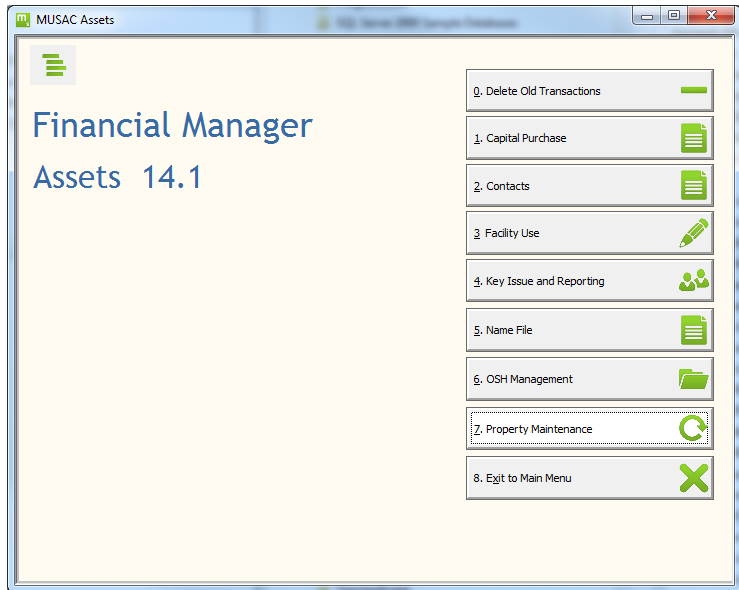 MUSAC Assets
Financial Manager
Assets 14.1
0. Delete Old Transactions
1. Capital Purchase
2. Contacts
3 Facility Use
4. Key Issue and Reporting
5. Name File
6. OSH Management
7. Property Maintenance
8. Exit to Main Menu